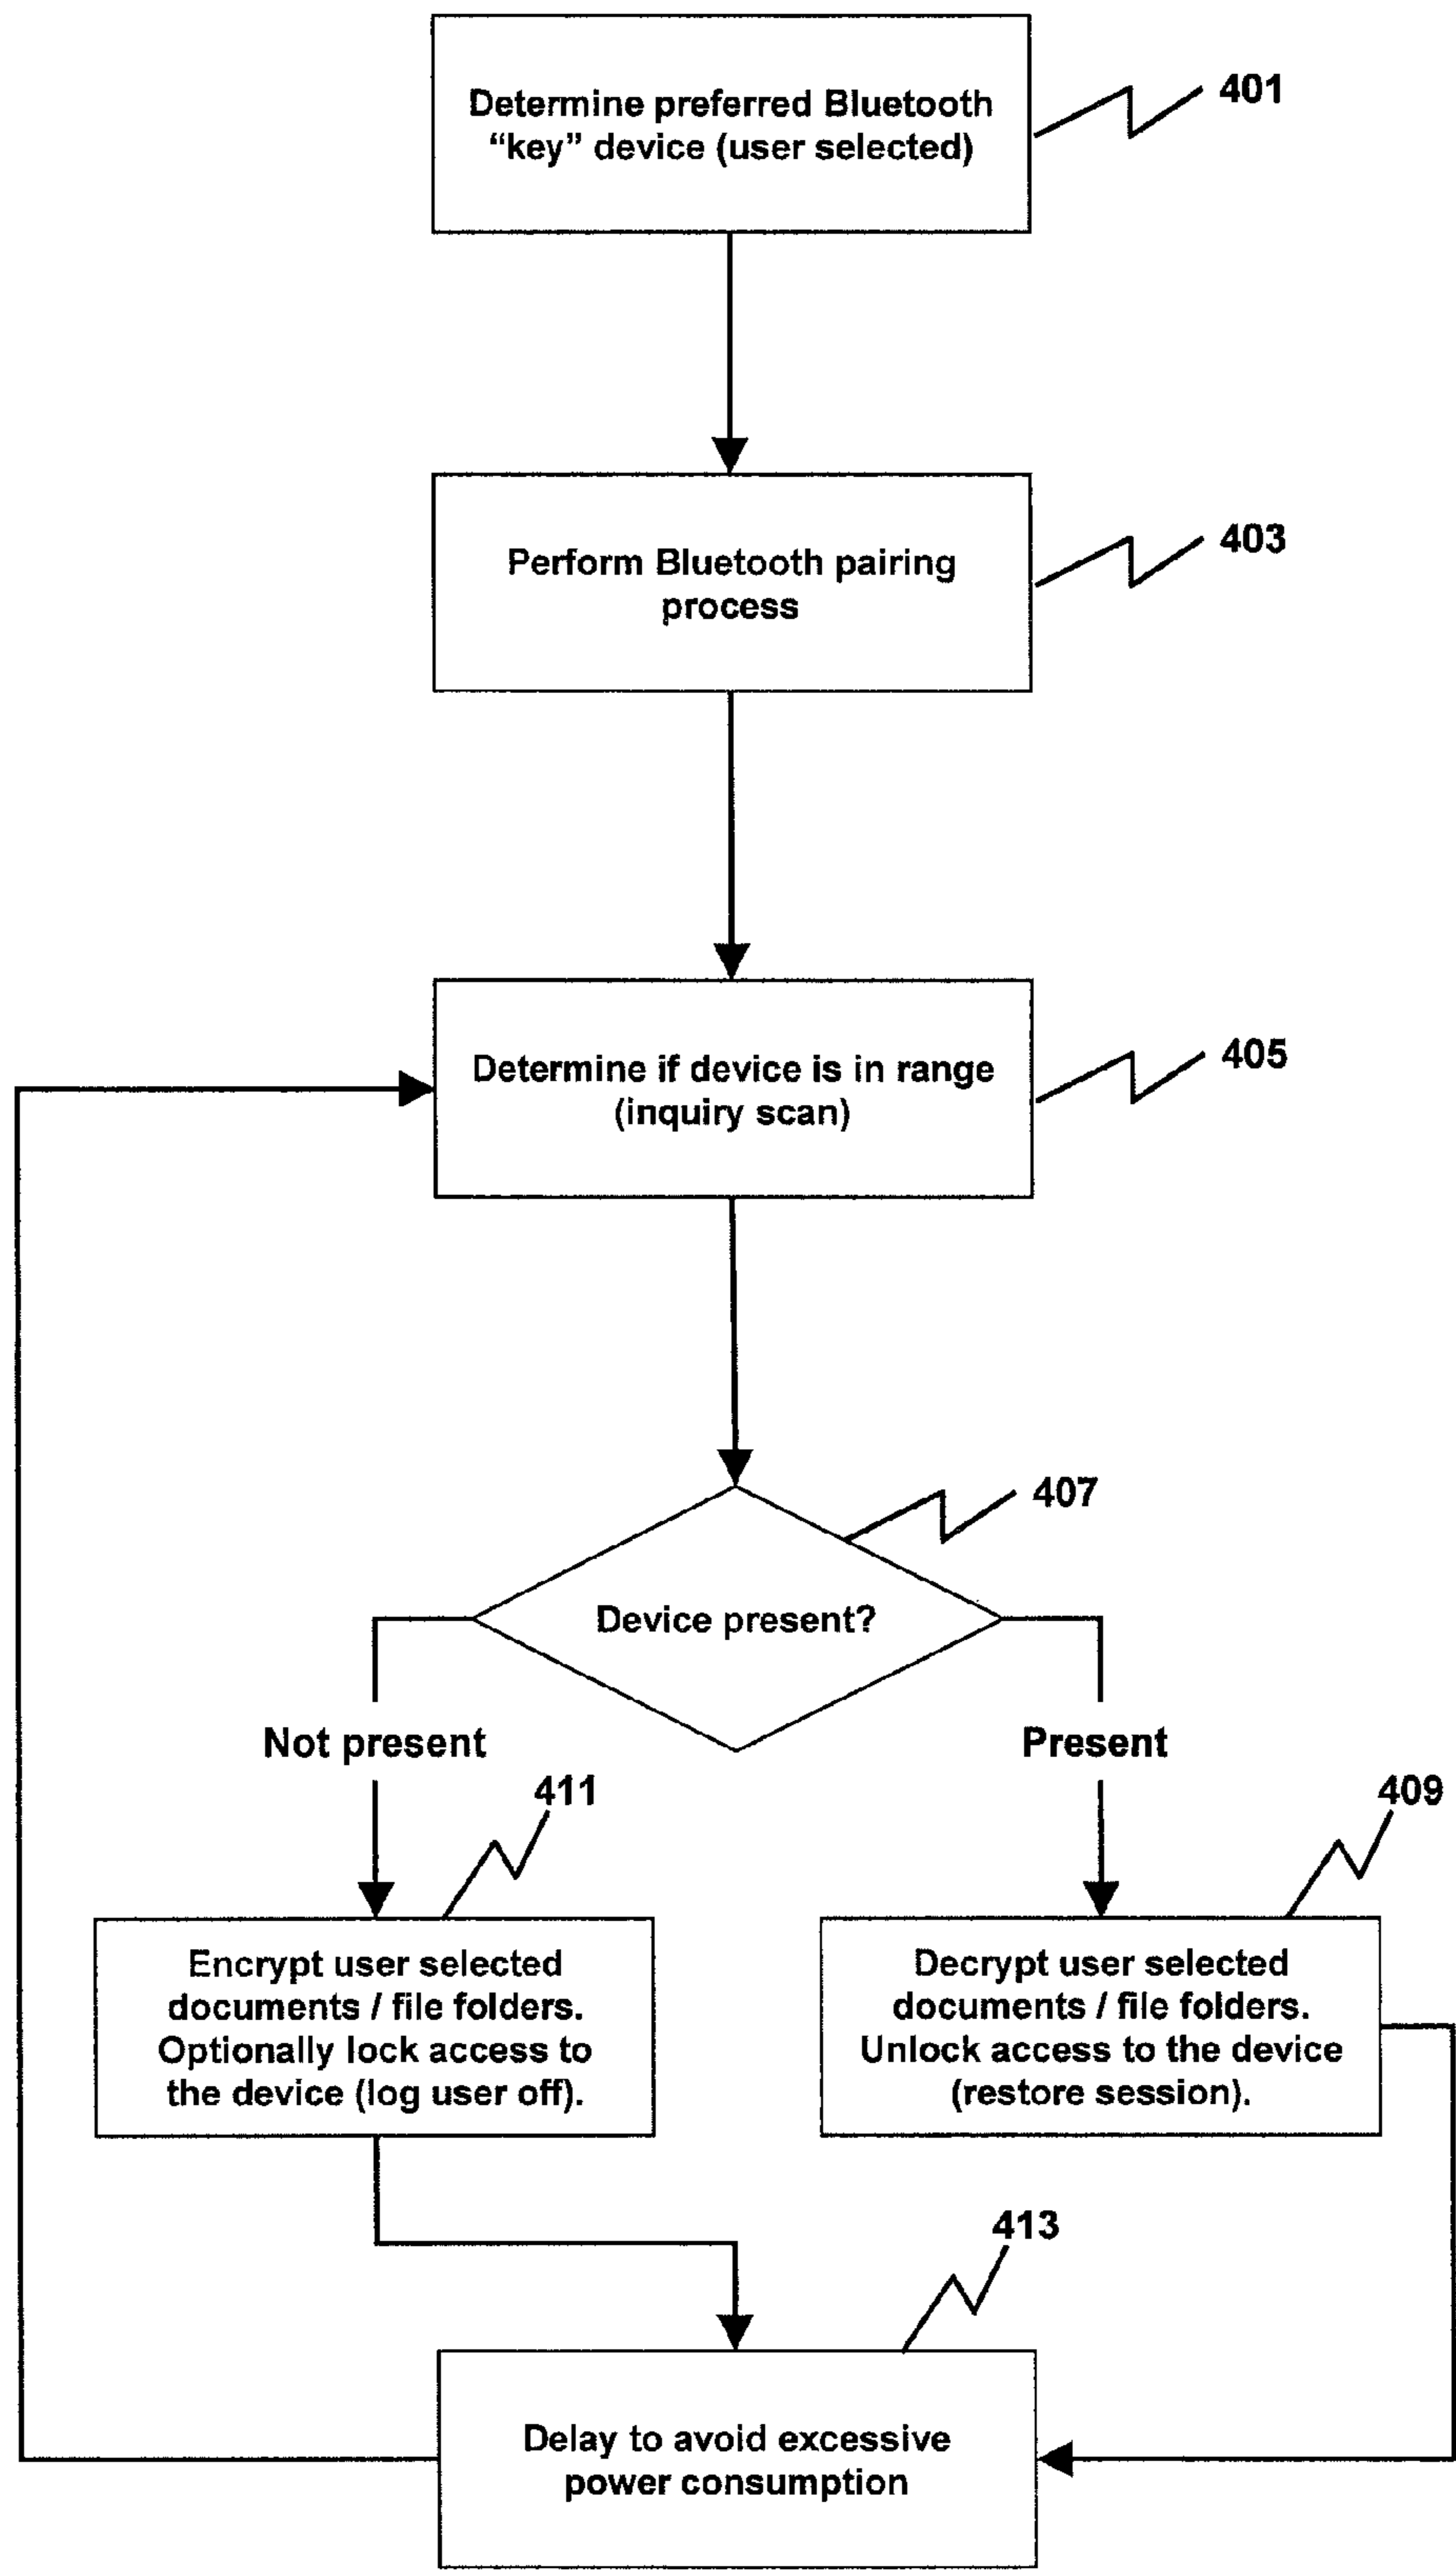 Determine preferred Bluetooth
“key” device (user selected)
401
Perform Bluetooth pairing
process
403
Determine if device is in range
(inquiry scan)
405
407
Device present?
Not present
Present
411
409
Encrypt user selected
documents / file folders.
Optionally lock access to
the device (log user off).
Decrypt user selected
documents / file folders.
Unlock access to the device
(restore session).
413
Delay to avoid excessive
power consumption